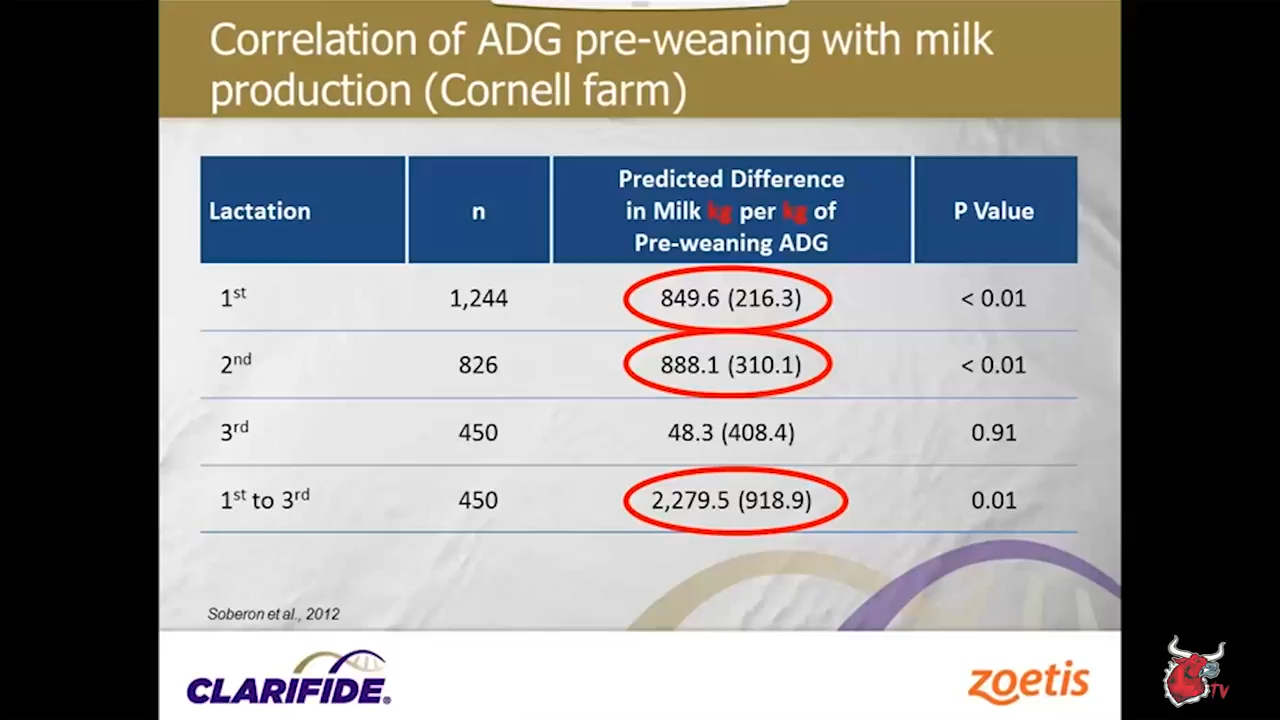 Correlation of ADG pre-weaning with milk
production (Cornell farm)
Lactation
n
Predicted Difference
in Milk kg per kg of
Pre-weaning ADG
P Value
1st
1,244
849.6 (216.3)
< 0.01
2nd
826
888.1 (310.1)
< 0.01
3rd
450
48.3 (408.4)
0.91
1st to 3rd
450
2,279.5 (918.9)
0.01
Soberon et al., 2012
CLARIFIDE®
zoetis
TV